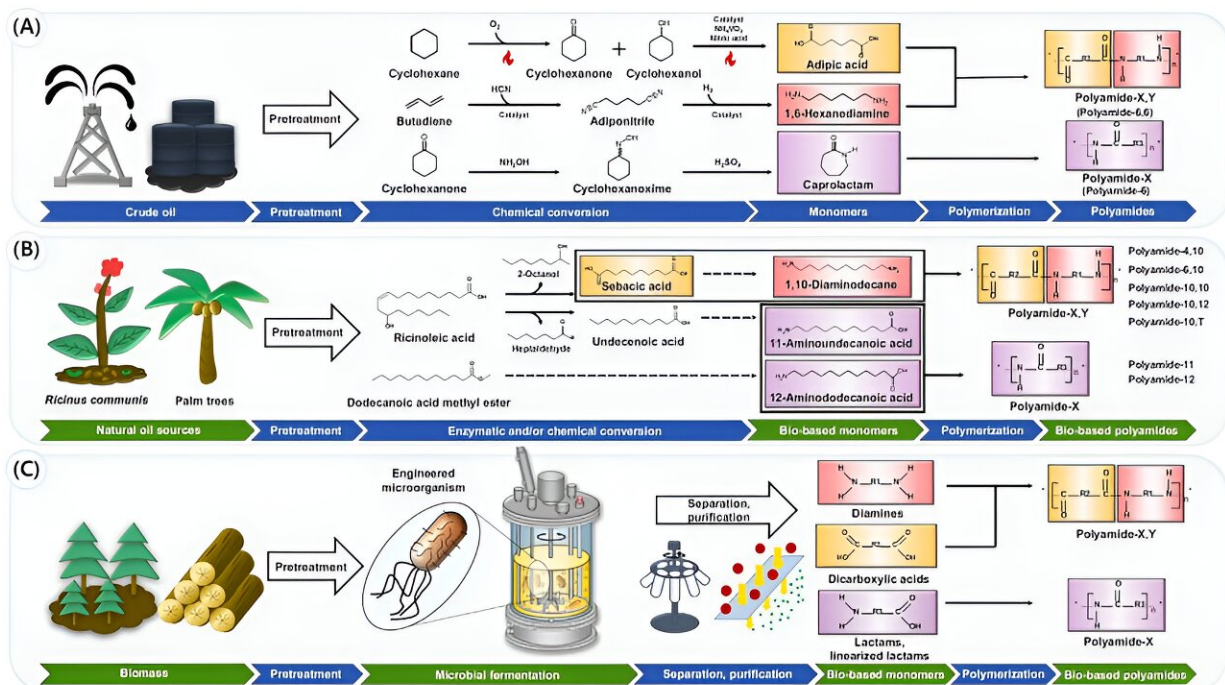 (A)
Pretreatment
Cyclohexane
O₂
Cyclohexanone
+
Cyclohexanol
Catalyst
Adipic acid
Butadiene
HCN
Catalyst
Adiponitrile
H₂
Catalyst
1,6-Hexanediamine
Cyclohexanone
NH₂OH
Cyclohexanoxime
H₂SO₄
Caprolactam
Polyamide-X,Y
(Polyamide-6,6)
Polyamide-X
(Polyamide-6)
Crude oil
Pretreatment
Chemical conversion
Monomers
Polymerization
Polyamides
(B)
Ricinus communis
Palm trees
Pretreatment
Ricinoleic acid
2-Octanol
Heptaldehyde
Sebacic acid
Undecenoic acid
Dodecanoic acid methyl ester
1,10-Diaminodecane
11-Aminoundecanoic acid
12-Aminododecanoic acid
Polyamide-X,Y
Polyamide-X
Polyamide-4,10
Polyamide-6,10
Polyamide-10,10
Polyamide-10,12
Polyamide-10,T
Polyamide-11
Polyamide-12
Natural oil sources
Pretreatment
Enzymatic and/or chemical conversion
Bio-based monomers
Polymerization
Bio-based polyamides
(C)
Pretreatment
Engineered
microorganism
Separation,
purification
Diamines
Dicarboxylic acids
Lactams,
linearized lactams
Polyamide-X,Y
Polyamide-X
Biomass
Pretreatment
Microbial fermentation
Separation, purification
Bio-based monomers
Polymerization
Bio-based polyamides